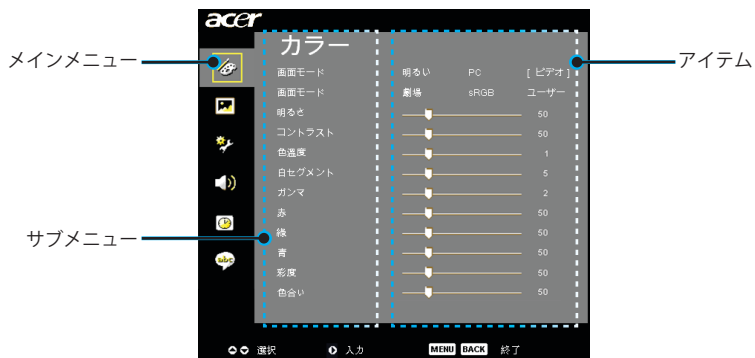 acer
メインメニュー
カラー
アイテム
画面モード 明るい PC [ ビデオ ]
画面モード 劇場 sRGB ユーザー
明るさ 50
コントラスト 50
色温度 1
白セグメント 5
ガンマ 2
赤 50
サブメニュー
緑 50
青 50
abc
彩度 50
色合い 50
選択 入力 MENU BACK 終了